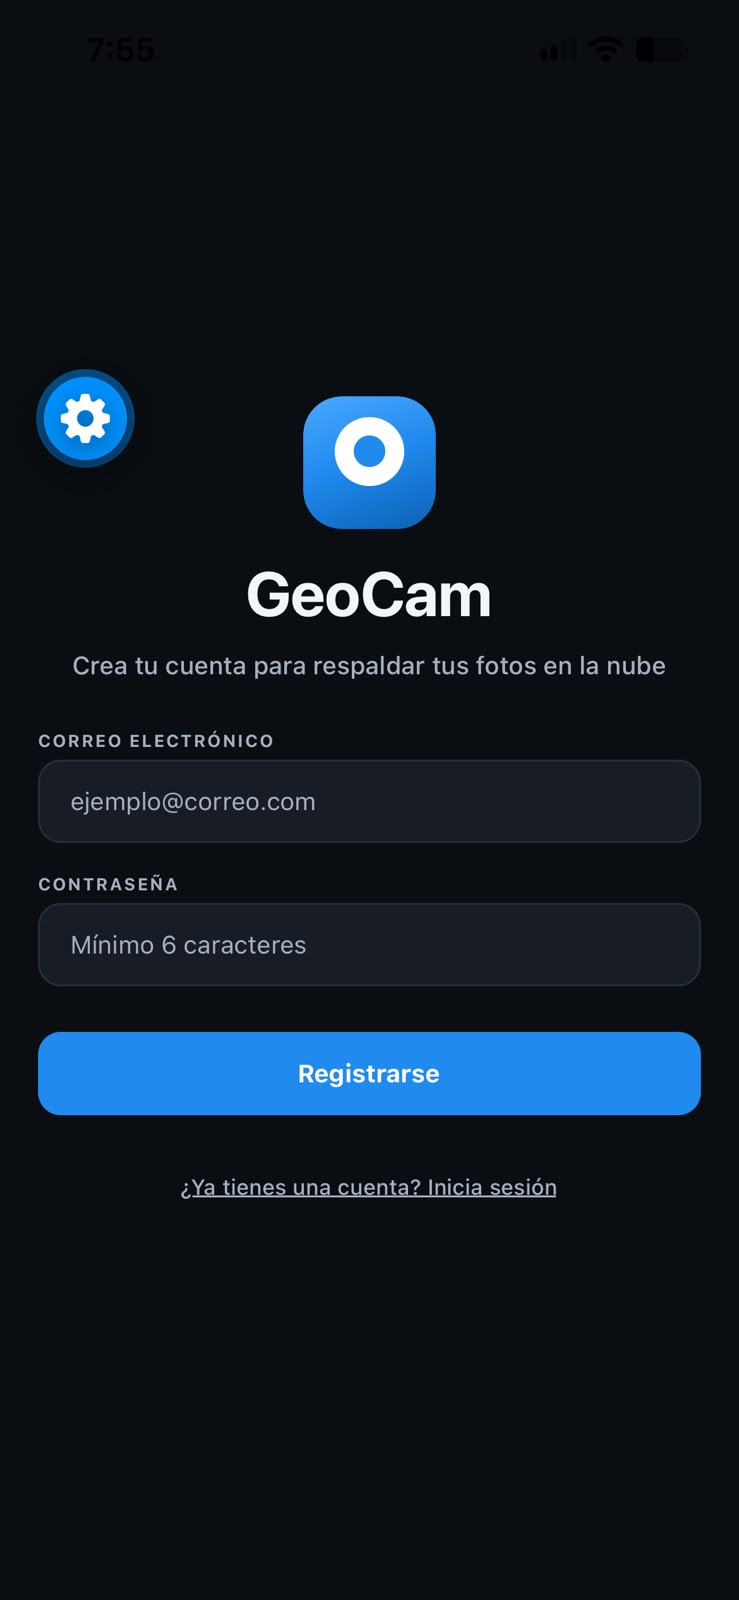 7:55
GeoCam
Crea tu cuenta para respaldar tus fotos en la nube
CORREO ELECTRÓNICO
ejemplo@correo.com
CONTRASEÑA
Mínimo 6 caracteres
Registrarse
¿Ya tienes una cuenta? Inicia sesión